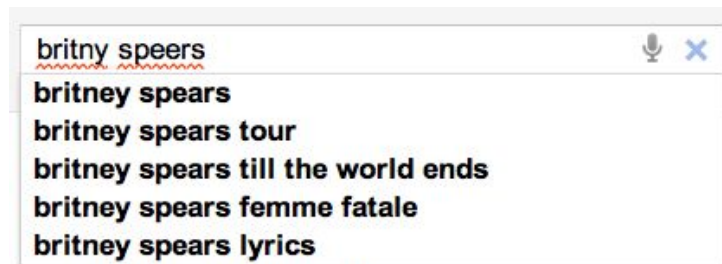 britny speers
britney spears
britney spears tour
britney spears till the world ends
britney spears femme fatale
britney spears lyrics